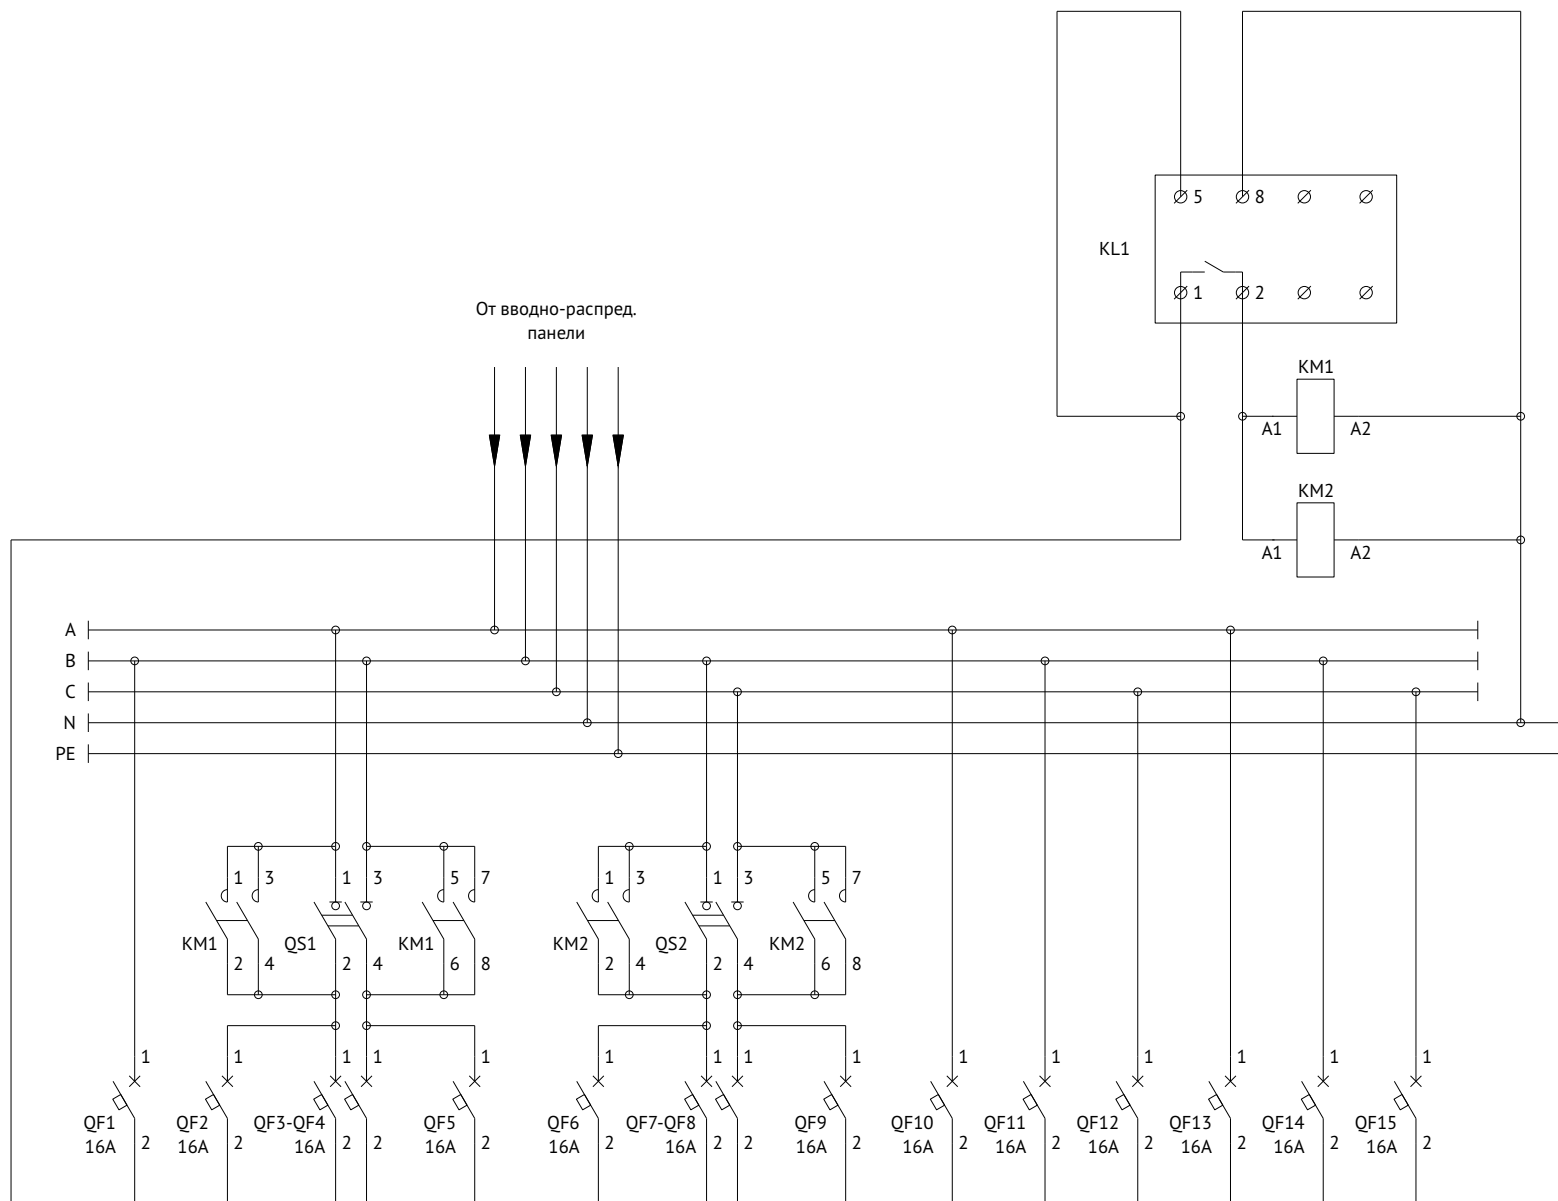 5 8
KL1
1 2
От вводно-распред.
панели
KM1
A1 A2
KM2
A1 A2
A
B
C
N
PE
1 3 1 3 5 7 1 3 1 3 5 7
KM1 QS1 KM1 KM2 QS2 KM2
2 4 2 4 6 8 2 4 2 4 6 8
1 1 1 1 1 1 1 1 1 1 1 1 1 1 1
QF1 QF2 QF3-QF4 QF5 QF6 QF7-QF8 QF9 QF10 QF11 QF12 QF13 QF14 QF15
16A 2 16A 2 16A 2 2 16A 2 16A 2 16A 2 2 16A 2 16A 2 16A 2 16A 2 16A 2 16A 2 16A 2